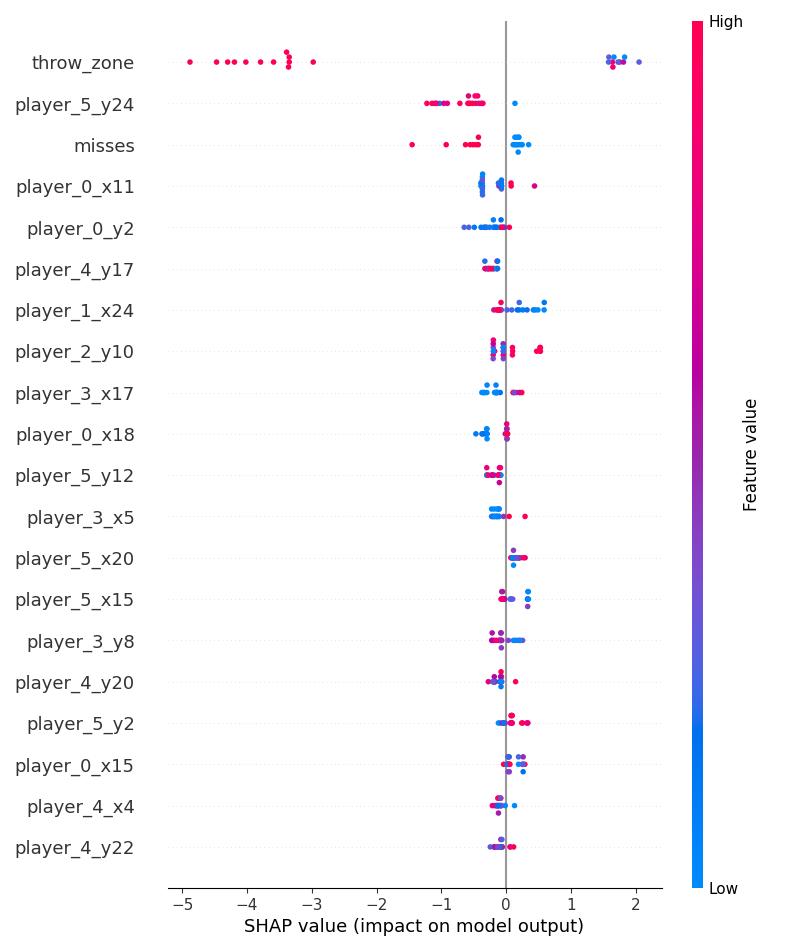 High
throw_zone
player_5_y24
misses
player_0_x11
player_0_y2
player_4_y17
player_1_x24
player_2_y10
player_3_x17
player_0_x18
player_5_y12
player_3_x5
player_5_x20
player_5_x15
player_3_y8
player_4_y20
player_5_y2
player_0_x15
player_4_x4
player_4_y22
Feature value
Low
−5 −4 −3 −2 −1 0 1 2
SHAP value (impact on model output)